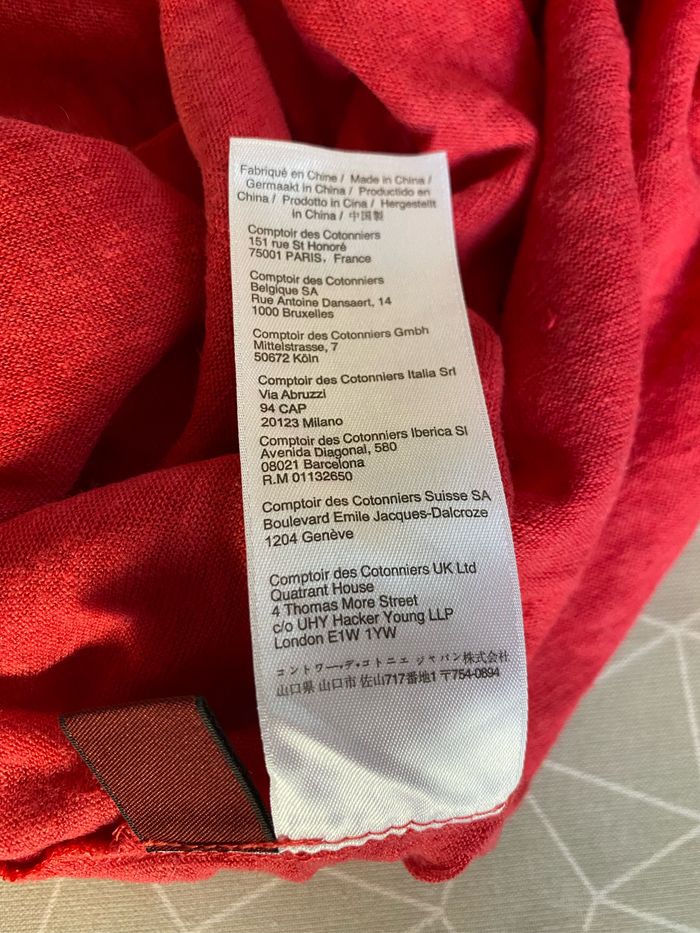 Fabriqué en Chine / Made in China /
Germaakt in China / Productido en
China / Prodotto in Cina / Hergestellt
in China / 中国製
Comptoir des Cotonniers
151 rue St Honoré
75001 PARIS, France
Comptoir des Cotonniers
Belgique SA
Rue Antoine Dansaert, 14
1000 Bruxelles
Comptoir des Cotonniers Gmbh
Mittelstrasse, 7
50672 Köln
Comptoir des Cotonniers Italia Srl
Via Abruzzi
94 CAP
20123 Milano
Comptoir des Cotonniers Iberica Sl
Avenida Diagonal, 580
08021 Barcelona
R.M 01132650
Comptoir des Cotonniers Suisse SA
Boulevard Emile Jacques-Dalcroze
1204 Genève
Comptoir des Cotonniers UK Ltd
Quatrant House
4 Thomas More Street
c/o UHY Hacker Young LLP
London E1W 1YW
コントワー・デ・コトニエ ジャパン株式会社
山口県 山口市 佐山717番地1 〒754-0894